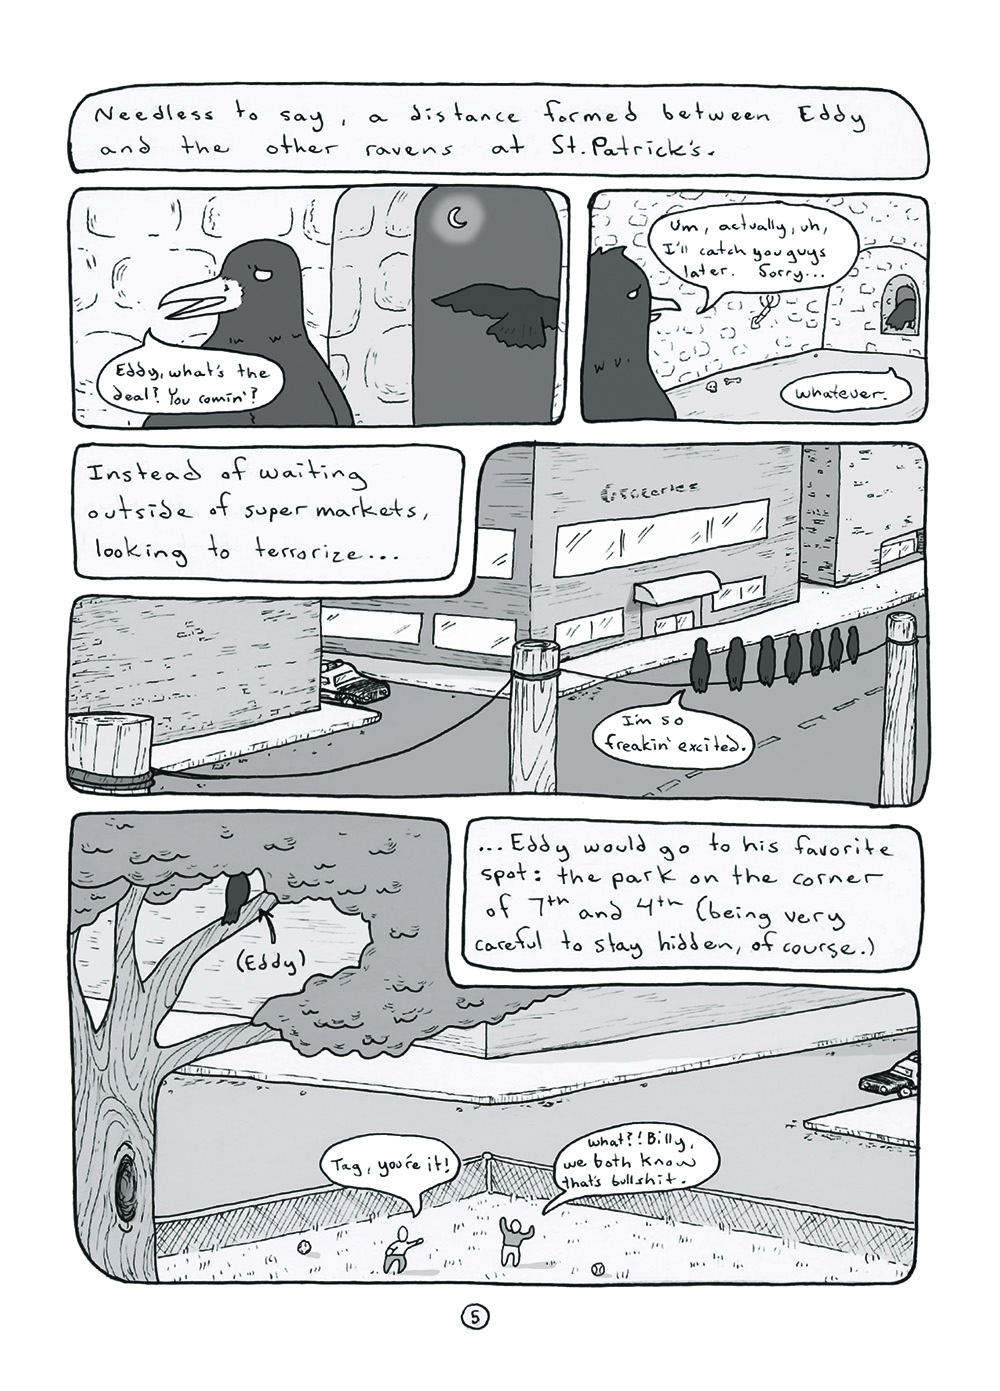 Needless to say, a distance formed between Eddy
and the other ravens at St. Patrick's.
Eddy, what's the
deal? You comin'?
Um, actually, uh,
I'll catch you guys
later. Sorry...
whatever.
Instead of waiting
outside of super markets,
looking to terrorize...
Groceries
I'm so
freakin' excited.
...Eddy would go to his favorite
spot: the park on the corner
of 7th and 4th (being very
careful to stay hidden, of course.)
(Eddy)
Tag, you're it!
what?! Billy,
we both know
that's bullshit.
5